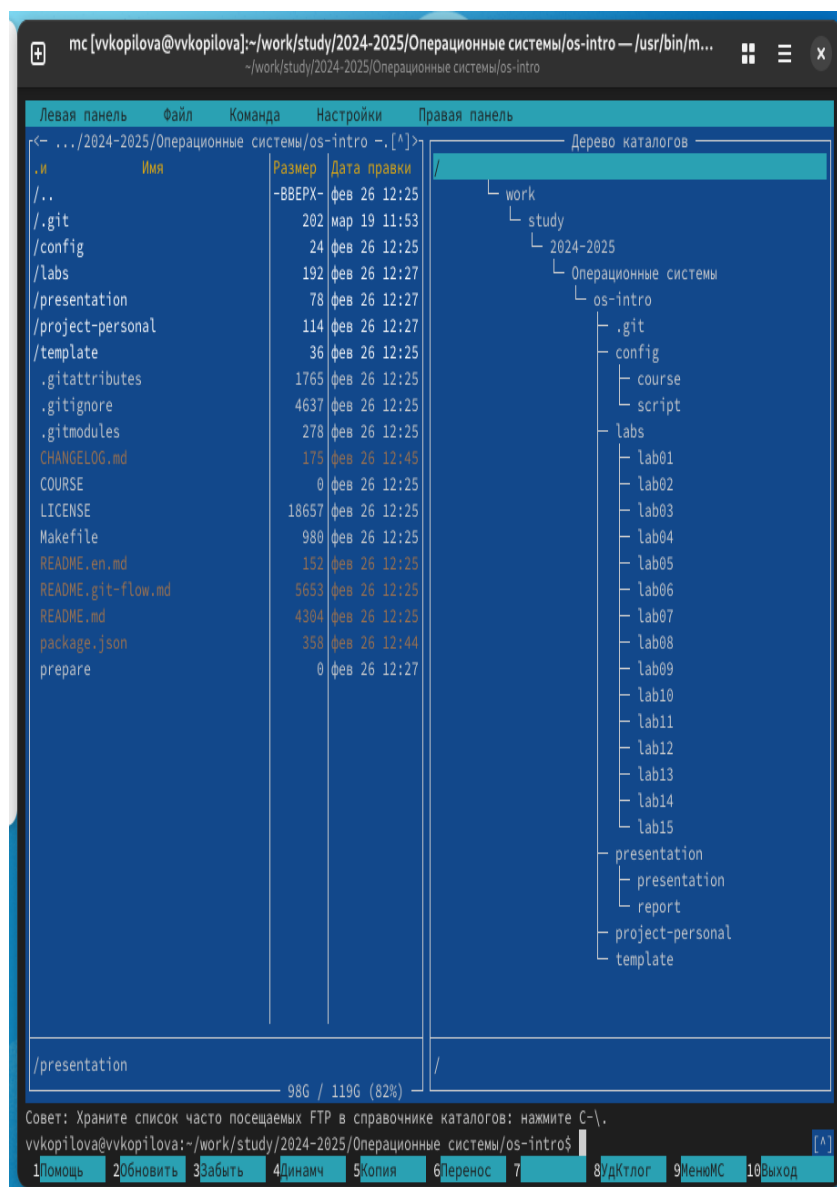 mc [vvkopilova@vvkopilova]:~/work/study/2024-2025/Операционные системы/os-intro — /usr/bin/m...
~/work/study/2024-2025/Операционные системы/os-intro
Левая панель Файл Команда Настройки Правая панель
<- .../2024-2025/Операционные системы/os-intro -.[^]>
.и Имя Размер Дата правки
/.. -ВВЕРХ- фев 26 12:25
/.git 202 мар 19 11:53
/config 24 фев 26 12:25
/labs 192 фев 26 12:27
/presentation 78 фев 26 12:27
/project-personal 114 фев 26 12:27
/template 36 фев 26 12:25
.gitattributes 1765 фев 26 12:25
.gitignore 4637 фев 26 12:25
.gitmodules 278 фев 26 12:25
CHANGELOG.md 175 фев 26 12:45
COURSE 0 фев 26 12:25
LICENSE 18657 фев 26 12:25
Makefile 980 фев 26 12:25
README.en.md 152 фев 26 12:25
README.git-flow.md 5653 фев 26 12:25
README.md 4304 фев 26 12:25
package.json 358 фев 26 12:44
prepare 0 фев 26 12:27
/presentation
98G / 119G (82%)
Дерево каталогов
/
work
study
2024-2025
Операционные системы
os-intro
.git
config
course
script
labs
lab01
lab02
lab03
lab04
lab05
lab06
lab07
lab08
lab09
lab10
lab11
lab12
lab13
lab14
lab15
presentation
presentation
report
project-personal
template
/
Совет: Храните список часто посещаемых FTP в справочнике каталогов: нажмите C-\.
vvkopilova@vvkopilova:~/work/study/2024-2025/Операционные системы/os-intro$ [^]
1Помощь 2Обновить 3Забыть 4Динамч 5Копия 6Перенос 7 8УдКтлог 9МенюMC 10Выход